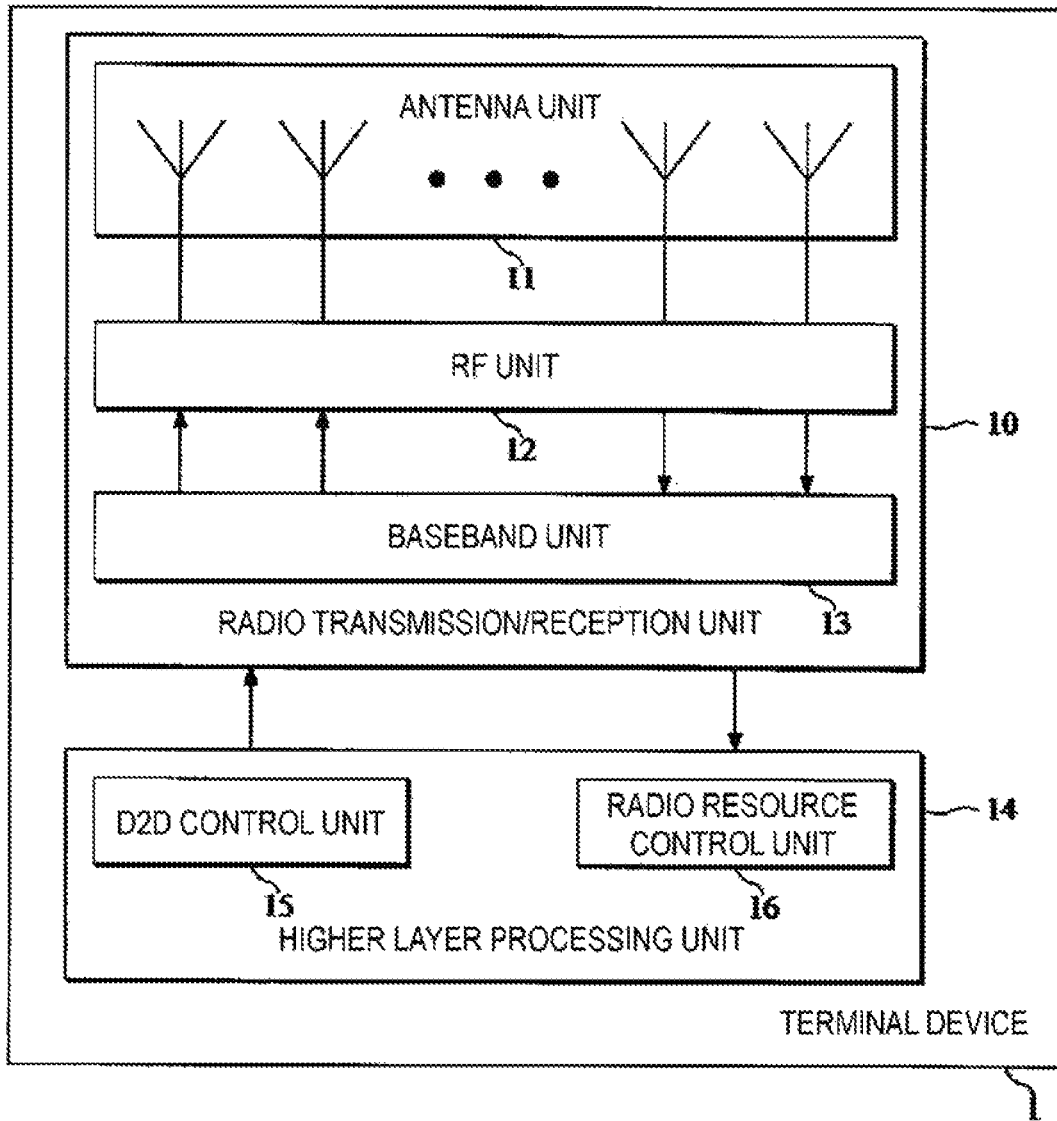 ANTENNA UNIT
11
RF UNIT
12
10
BASEBAND UNIT
13
RADIO TRANSMISSION/RECEPTION UNIT
D2D CONTROL UNIT
15
RADIO RESOURCE
CONTROL UNIT
16
14
HIGHER LAYER PROCESSING UNIT
TERMINAL DEVICE
1